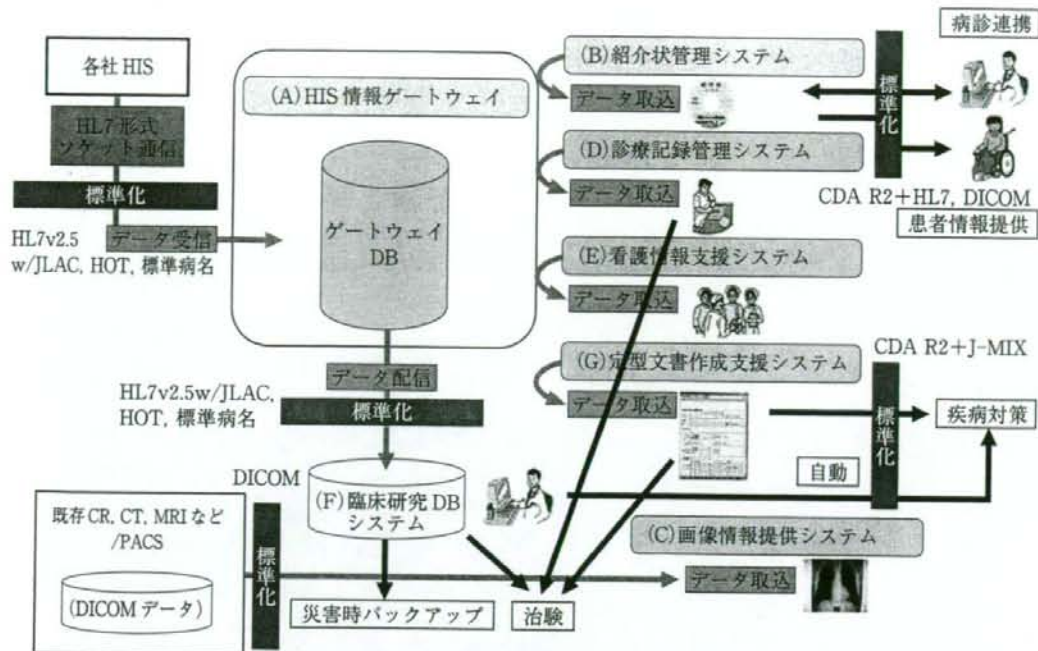 各社 HIS
HL7 形式
ソケット通信
標準化
データ受信
HL7v2.5
w/JLAC, HOT, 標準病名
(A) HIS 情報ゲートウェイ
ゲートウェイ
DB
データ配信
HL7v2.5w/JLAC,
HOT, 標準病名
標準化
(B) 紹介状管理システム
データ取込
(D) 診療記録管理システム
データ取込
(E) 看護情報支援システム
データ取込
(G) 定型文書作成支援システム
データ取込
標準化
病診連携
CDA R2+HL7, DICOM
患者情報提供
CDA R2+J-MIX
標準化
疾病対策
自動
DICOM
(F) 臨床研究 DB
システム
既存 CR, CT, MRI など
/PACS
(DICOM データ)
標準化
(C) 画像情報提供システム
データ取込
災害時バックアップ
治験